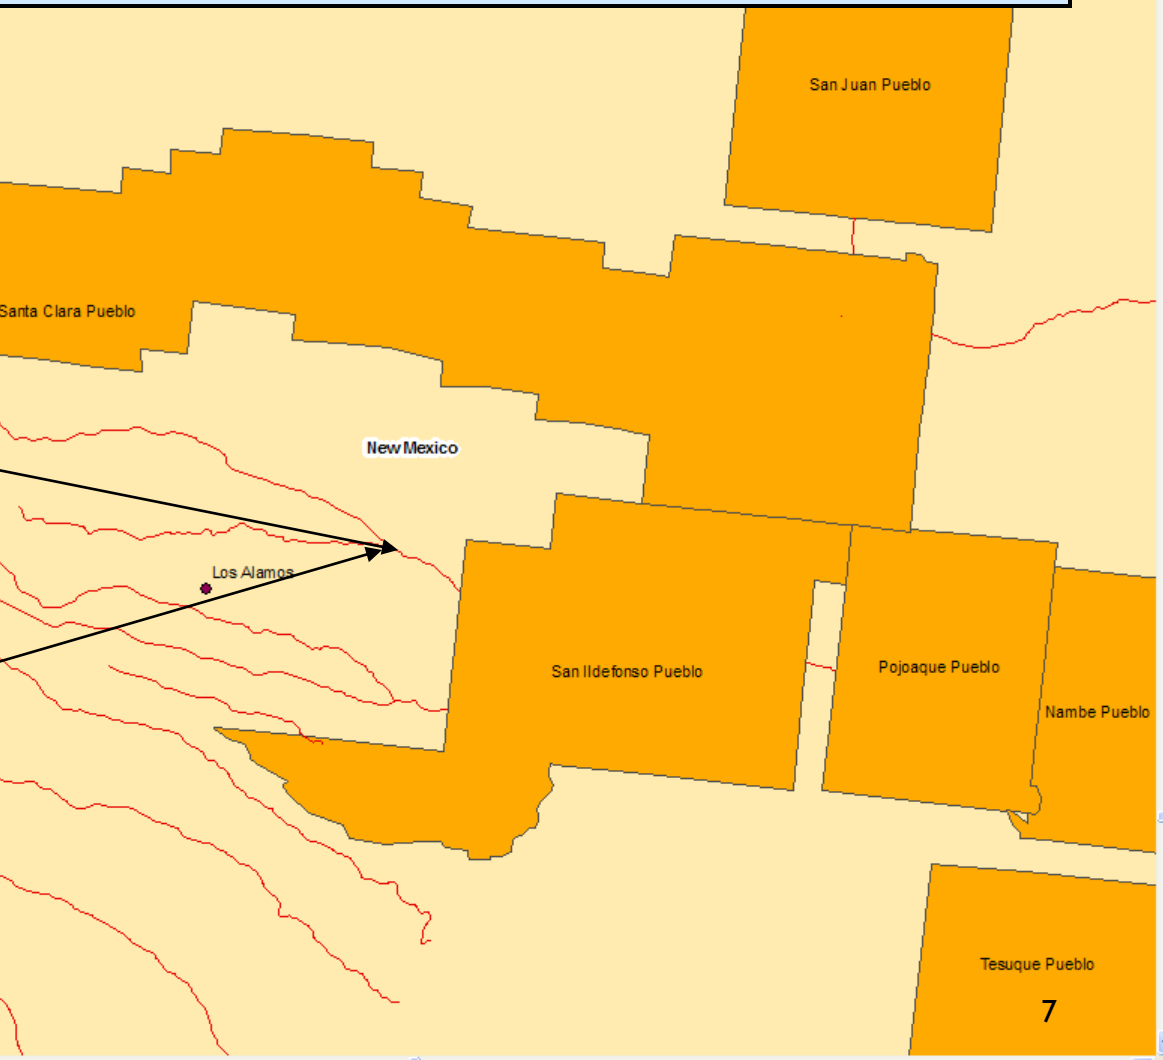 San Juan Pueblo
Santa Clara Pueblo
New Mexico
Los Alamos
San Ildefonso Pueblo
Pojoaque Pueblo
Nambe Pueblo
Tesuque Pueblo
7